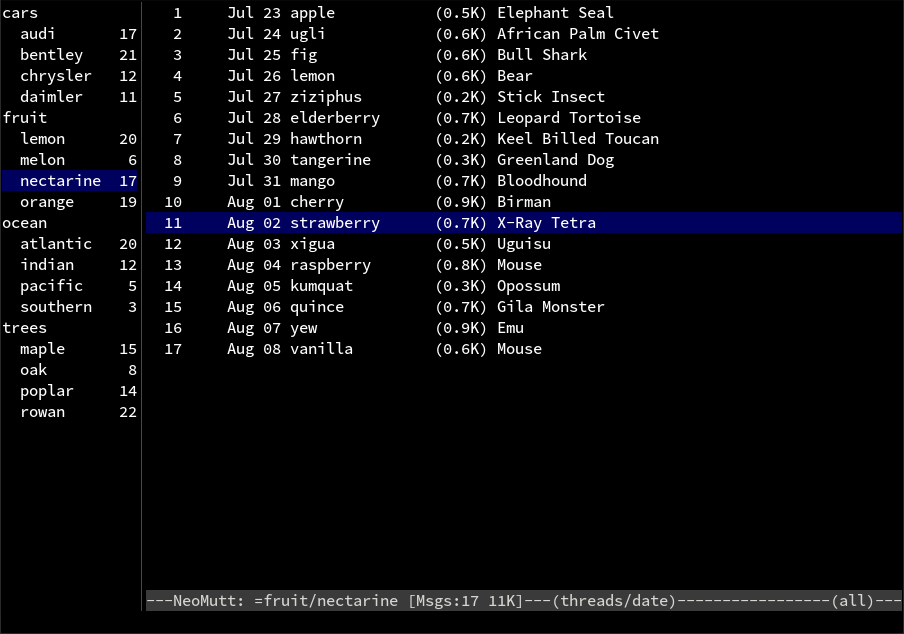 cars
audi 17
bentley 21
chrysler 12
daimler 11
fruit
lemon 20
melon 6
nectarine 17
orange 19
ocean
atlantic 20
indian 12
pacific 5
southern 3
trees
maple 15
oak 8
poplar 14
rowan 22
1 Jul 23 apple (0.5K) Elephant Seal
2 Jul 24 ugli (0.6K) African Palm Civet
3 Jul 25 fig (0.6K) Bull Shark
4 Jul 26 lemon (0.6K) Bear
5 Jul 27 ziziphus (0.2K) Stick Insect
6 Jul 28 elderberry (0.7K) Leopard Tortoise
7 Jul 29 hawthorn (0.2K) Keel Billed Toucan
8 Jul 30 tangerine (0.3K) Greenland Dog
9 Jul 31 mango (0.7K) Bloodhound
10 Aug 01 cherry (0.9K) Birman
11 Aug 02 strawberry (0.7K) X-Ray Tetra
12 Aug 03 xigua (0.5K) Uguisu
13 Aug 04 raspberry (0.8K) Mouse
14 Aug 05 kumquat (0.3K) Opossum
15 Aug 06 quince (0.7K) Gila Monster
16 Aug 07 yew (0.9K) Emu
17 Aug 08 vanilla (0.6K) Mouse
---NeoMutt: =fruit/nectarine [Msgs:17 11K]---(threads/date)-----------------(all)---